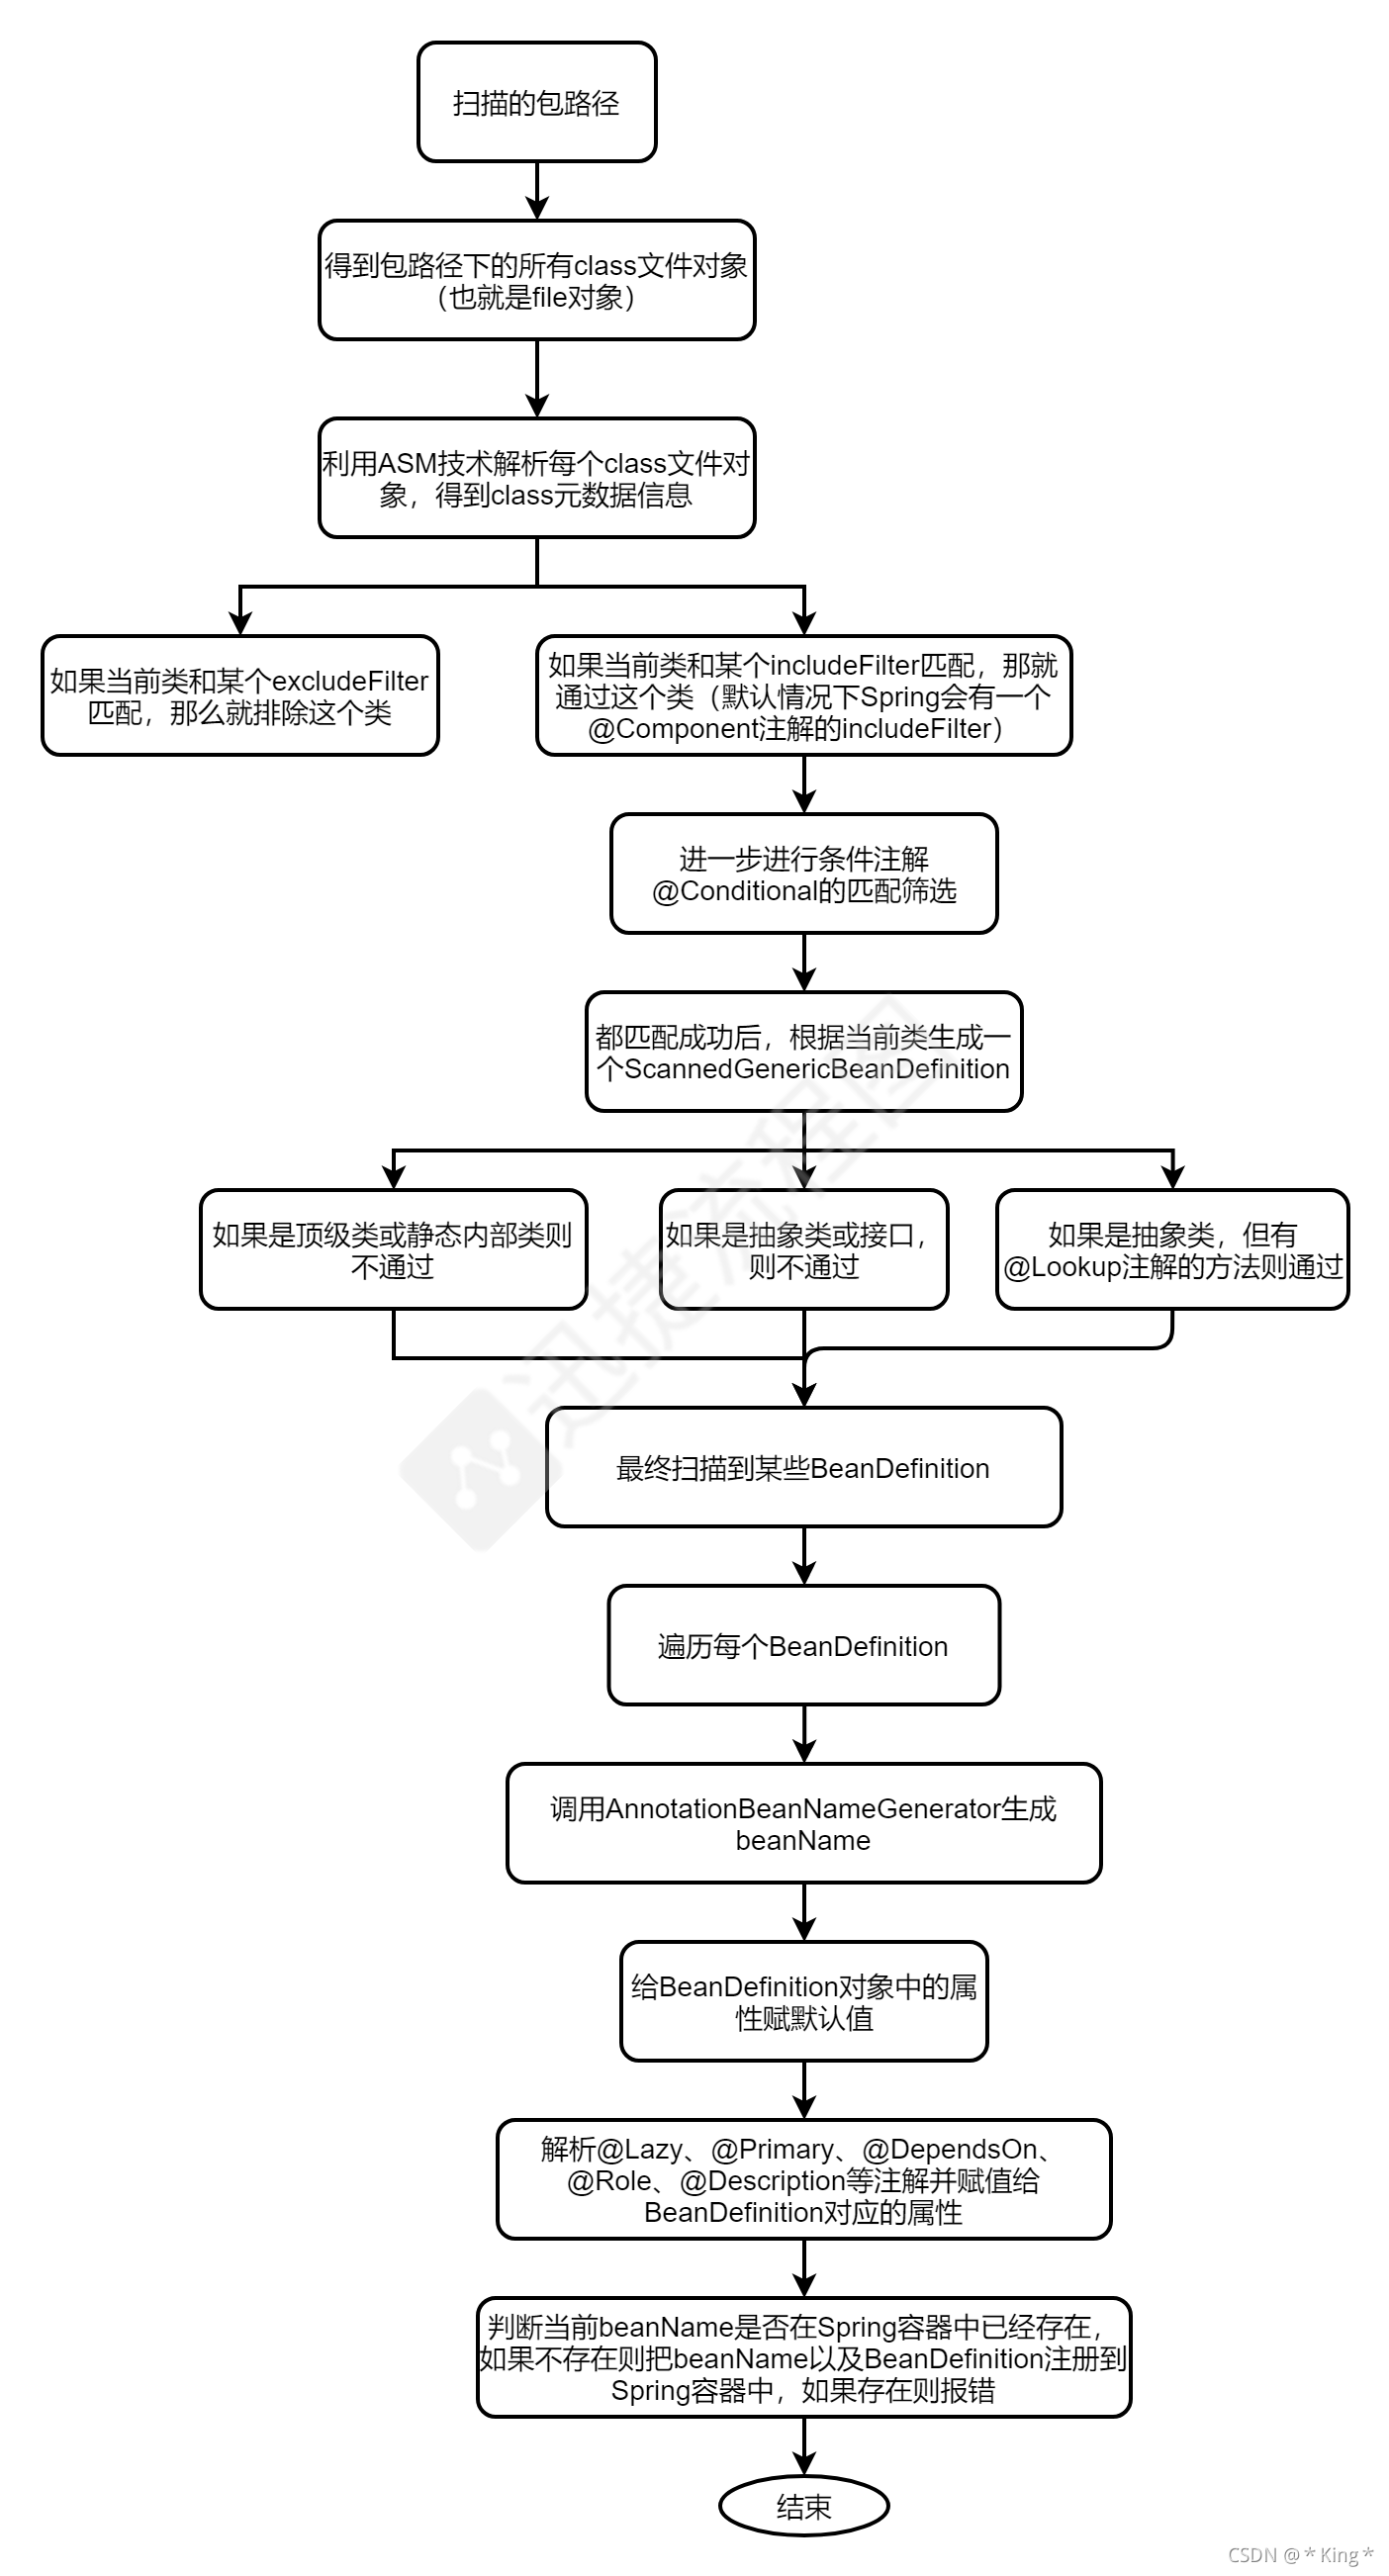 扫描的包路径
得到包路径下的所有class文件对象
（也就是file对象）
利用ASM技术解析每个class文件对
象，得到class元数据信息
如果当前类和某个excludeFilter
匹配，那么就排除这个类
如果当前类和某个includeFilter匹配，那就
通过这个类（默认情况下Spring会有一个
@Component注解的includeFilter）
进一步进行条件注解
@Conditional的匹配筛选
都匹配成功后，根据当前类生成一
个ScannedGenericBeanDefinition
如果是顶级类或静态内部类则
不通过
如果是抽象类或接口，
则不通过
如果是抽象类，但有
@Lookup注解的方法则通过
迅捷流程图
最终扫描到某些BeanDefinition
遍历每个BeanDefinition
调用AnnotationBeanNameGenerator生成
beanName
给BeanDefinition对象中的属
性赋默认值
解析@Lazy、@Primary、@DependsOn、
@Role、@Description等注解并赋值给
BeanDefinition对应的属性
判断当前beanName是否在Spring容器中已经存在，
如果不存在则把beanName以及BeanDefinition注册到
Spring容器中，如果存在则报错
结束
CSDN @＊King＊